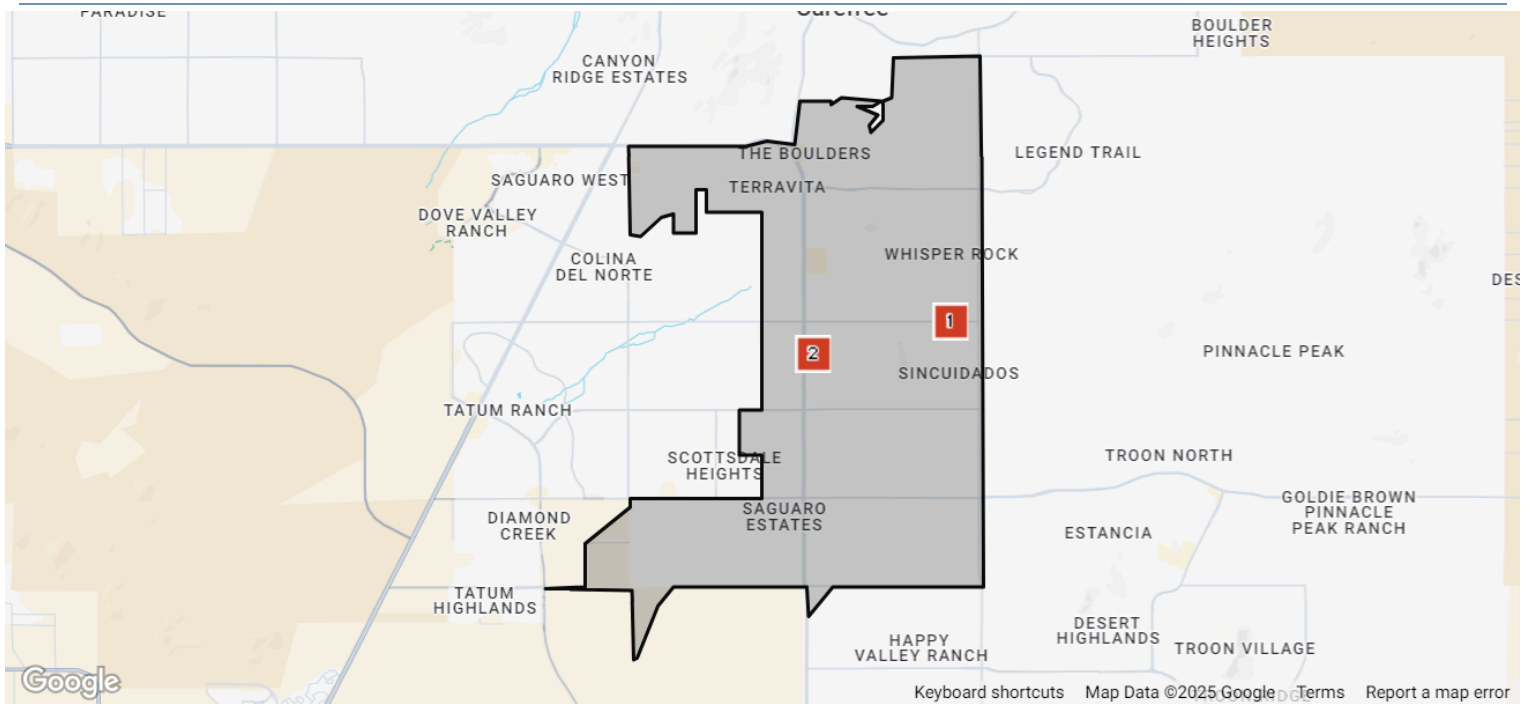 PARADISE
Carefree
BOULDER
HEIGHTS
CANYON
RIDGE ESTATES
THE BOULDERS
LEGEND TRAIL
SAGUARO WEST
TERRAVITA
DOVE VALLEY
RANCH
WHISPER ROCK
COLINA
DEL NORTE
DES
1
2
PINNACLE PEAK
SINCUIDADOS
TATUM RANCH
SCOTTSDALE
HEIGHTS
TROON NORTH
GOLDIE BROWN
PINNACLE
PEAK RANCH
SAGUARO
ESTATES
DIAMOND
CREEK
ESTANCIA
TATUM
HIGHLANDS
DESERT
HIGHLANDS
HAPPY
VALLEY RANCH
TROON VILLAGE
Google
Keyboard shortcuts Map Data ©2025 Google Terms Report a map error